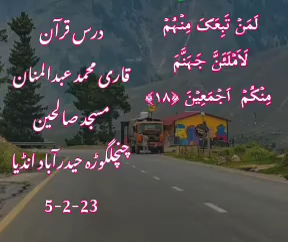 لَمَنْ تَبِعَکَ مِنْہُمْ
لَاَمْلَئَنَّ جَہَنَّمَ
مِنْکُمْ اَجْمَعِیْنَ ﴿۱۸﴾
درس قرآن
قاری محمد عبدالمنان
مسجد صالحین
چنچلگوڑہ حیدرآباد انڈیا
5-2-23